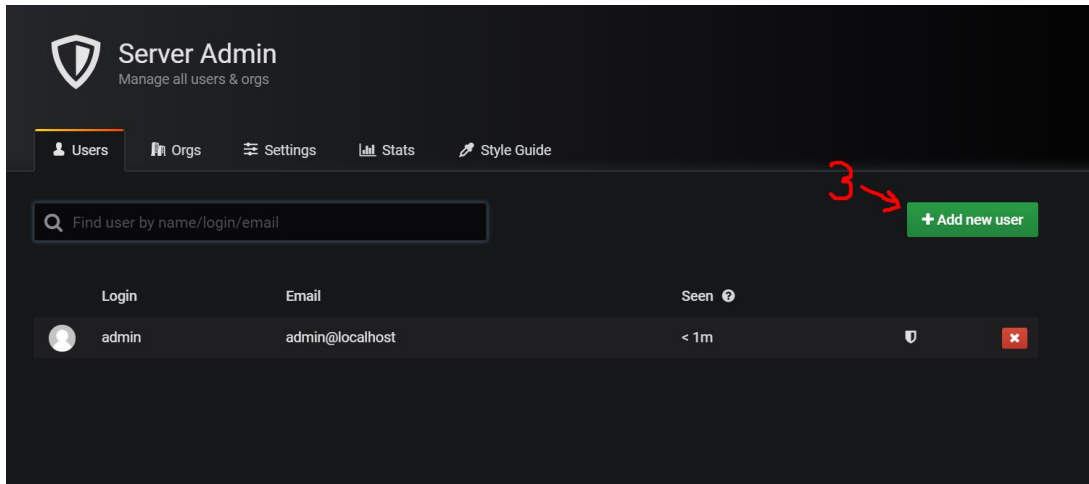 Server Admin
Manage all users & orgs
Users Orgs Settings Stats Style Guide
3
Find user by name/login/email
+ Add new user
Login Email Seen
admin admin@localhost < 1m